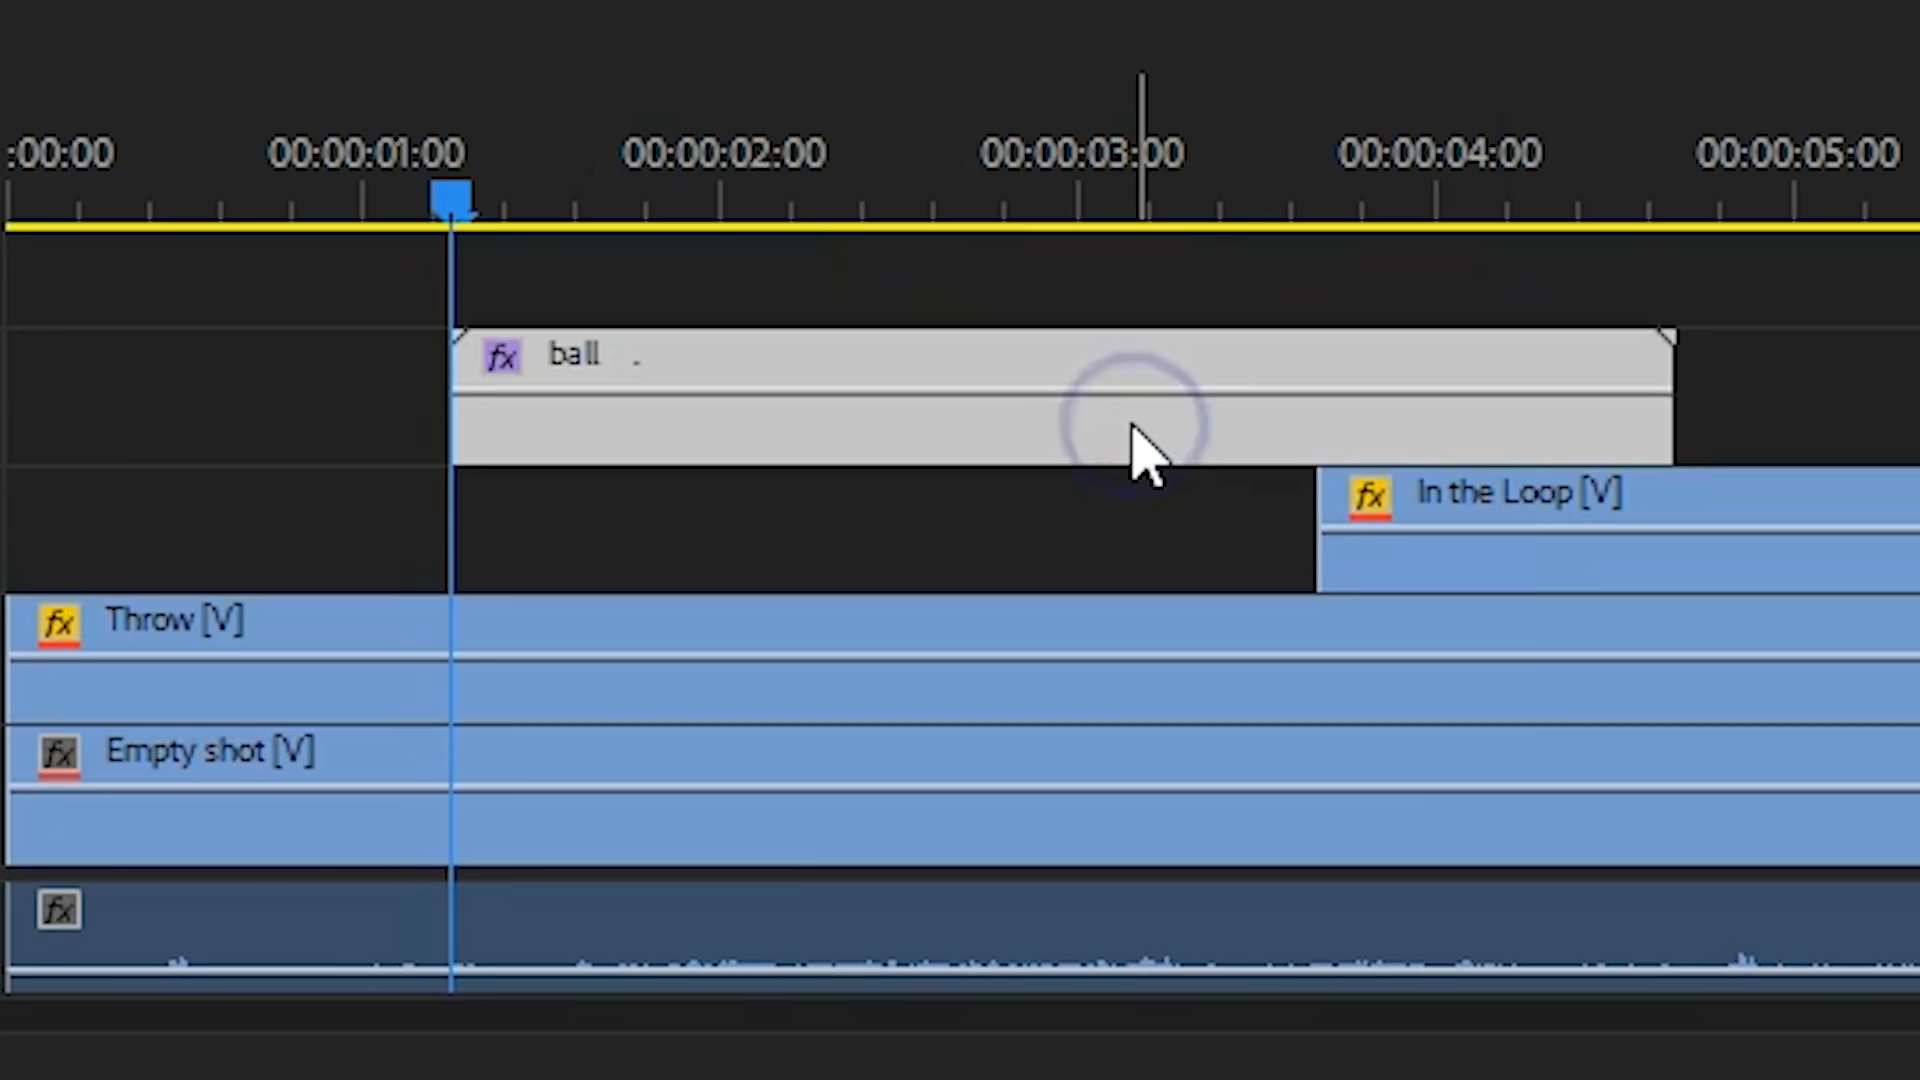 :00:00 00:00:01:00 00:00:02:00 00:00:03:00 00:00:04:00 00:00:05:00
fx ball .
fx In the Loop [V]
fx Throw [V]
fx Empty shot [V]
fx